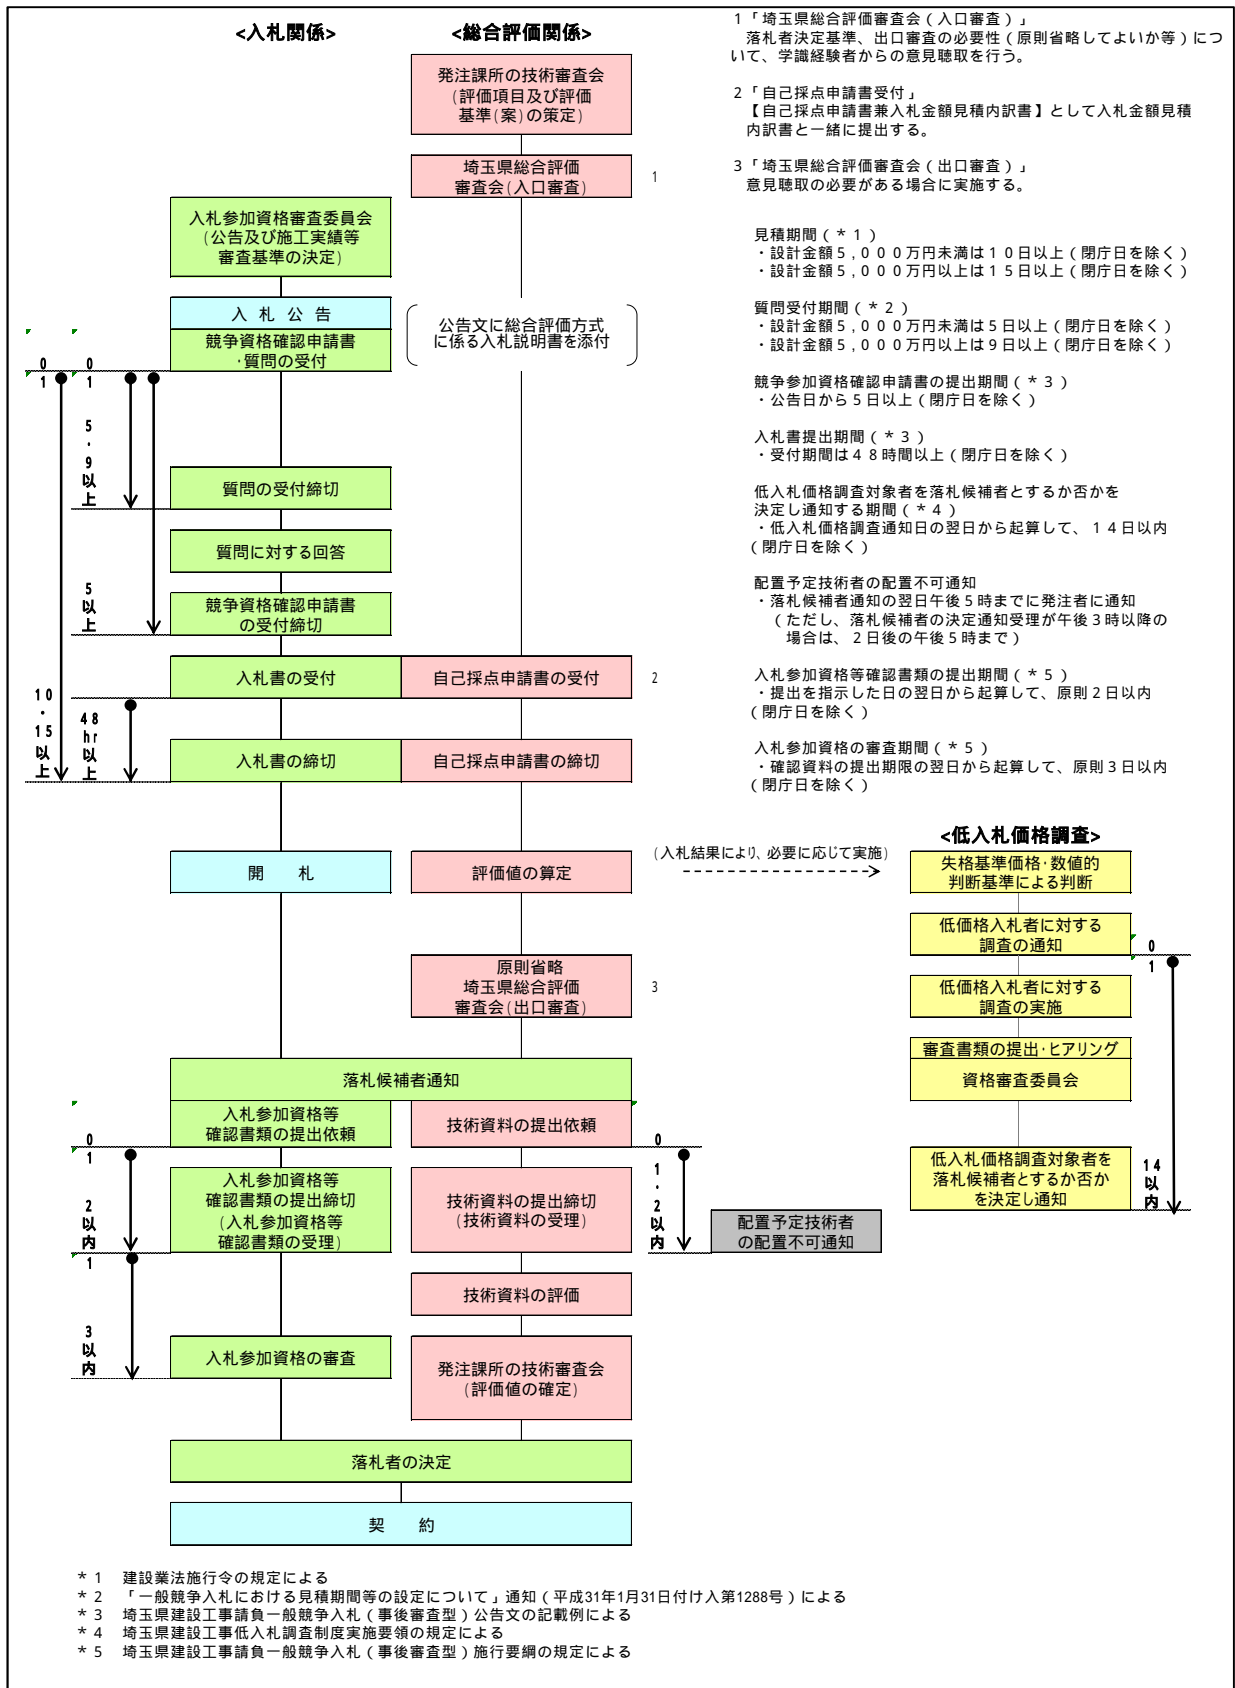 <入札関係>
<総合評価関係>
発注課所の技術審査会
(評価項目及び評価
基準(案)の策定)
埼玉県総合評価
審査会(入口審査)
1
入札参加資格審査委員会
(公告及び施工実績等
審査基準の決定)
入 札 公 告
競争資格確認申請書
・質問の受付
公告文に総合評価方式
に係る入札説明書を添付
0
1
0
1
5・9以上
質問の受付締切
質問に対する回答
5以上
競争資格確認申請書
の受付締切
入札書の受付
自己採点申請書の受付
2
10・15以上
48hr以上
入札書の締切
自己採点申請書の締切
開 札
評価値の算定
(入札結果により、必要に応じて実施)
原則省略
埼玉県総合評価
審査会(出口審査)
3
落札候補者通知
入札参加資格等
確認書類の提出依頼
技術資料の提出依頼
0
1
2以内
入札参加資格等
確認書類の提出締切
(入札参加資格等
確認書類の受理)
技術資料の提出締切
(技術資料の受理)
0
1・2以内
配置予定技術者
の配置不可通知
1
3以内
技術資料の評価
入札参加資格の審査
発注課所の技術審査会
(評価値の確定)
落札者の決定
契 約
1「埼玉県総合評価審査会(入口審査)」
落札者決定基準、出口審査の必要性(原則省略してよいか等)につ
いて、学識経験者からの意見聴取を行う。
2「自己採点申請書受付」
【自己採点申請書兼入札金額見積内訳書】として入札金額見積
内訳書と一緒に提出する。
3「埼玉県総合評価審査会(出口審査)」
意見聴取の必要がある場合に実施する。
見積期間(*1)
・設計金額5,000万円未満は10日以上(閉庁日を除く)
・設計金額5,000万円以上は15日以上(閉庁日を除く)
質問受付期間(*2)
・設計金額5,000万円未満は5日以上(閉庁日を除く)
・設計金額5,000万円以上は9日以上(閉庁日を除く)
競争参加資格確認申請書の提出期間(*3)
・公告日から5日以上(閉庁日を除く)
入札書提出期間(*3)
・受付期間は48時間以上(閉庁日を除く)
低入札価格調査対象者を落札候補者とするか否かを
決定し通知する期間(*4)
・低入札価格調査通知日の翌日から起算して、14日以内
(閉庁日を除く)
配置予定技術者の配置不可通知
・落札候補者通知の翌日午後5時までに発注者に通知
(ただし、落札候補者の決定通知受理が午後3時以降の
場合は、2日後の午後5時まで)
入札参加資格等確認書類の提出期間(*5)
・提出を指示した日の翌日から起算して、原則2日以内
(閉庁日を除く)
入札参加資格の審査期間(*5)
・確認資料の提出期限の翌日から起算して、原則3日以内
(閉庁日を除く)
<低入札価格調査>
失格基準価格・数値的
判断基準による判断
低価格入札者に対する
調査の通知
0
1
低価格入札者に対する
調査の実施
審査書類の提出・ヒアリング
資格審査委員会
低入札価格調査対象者を
落札候補者とするか否か
を決定し通知
14以内
*1 建設業法施行令の規定による
*2 「一般競争入札における見積期間等の設定について」通知(平成31年1月31日付け入第1288号)による
*3 埼玉県建設工事請負一般競争入札(事後審査型)公告文の記載例による
*4 埼玉県建設工事低入札調査制度実施要領の規定による
*5 埼玉県建設工事請負一般競争入札(事後審査型)施行要綱の規定による